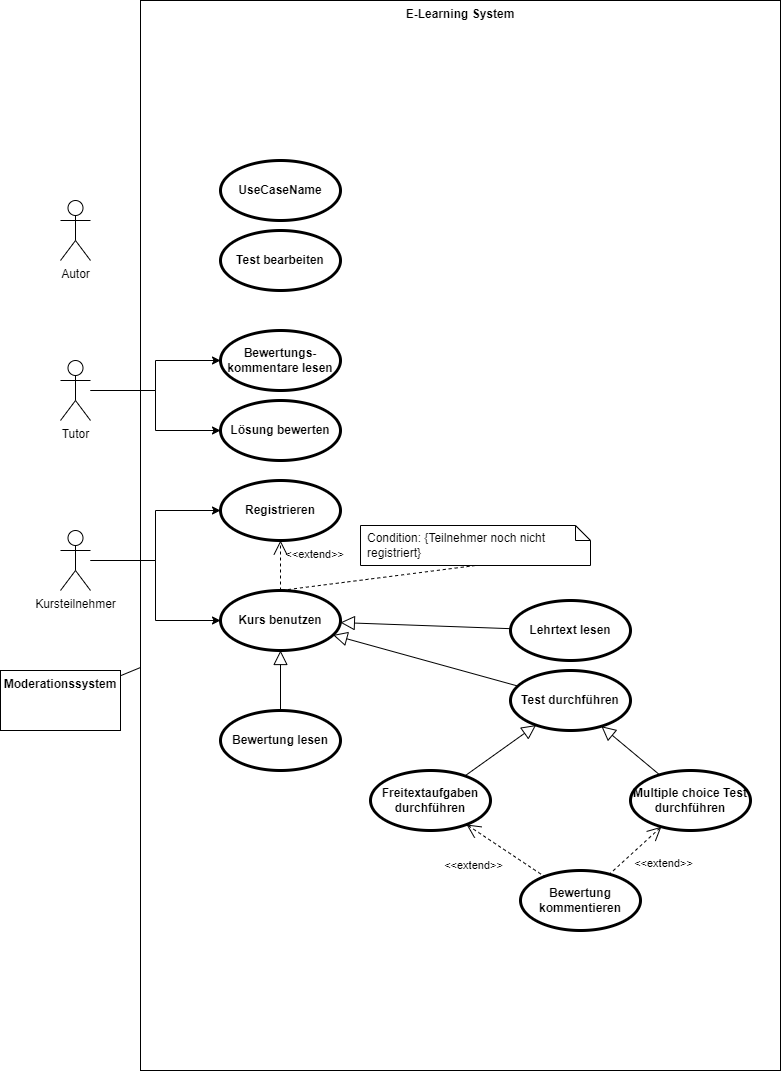 E-Learning System
UseCaseName
Test bearbeiten
Autor
Bewertungs-
kommentare lesen
Lösung bewerten
Tutor
Registrieren
Condition: {Teilnehmer noch nicht
registriert}
<<extend>>
Kursteilnehmer
Kurs benutzen
Lehrtext lesen
Moderationssystem
Test durchführen
Bewertung lesen
Freitextaufgaben
durchführen
Multiple choice Test
durchführen
<<extend>>
<<extend>>
Bewertung
kommentieren